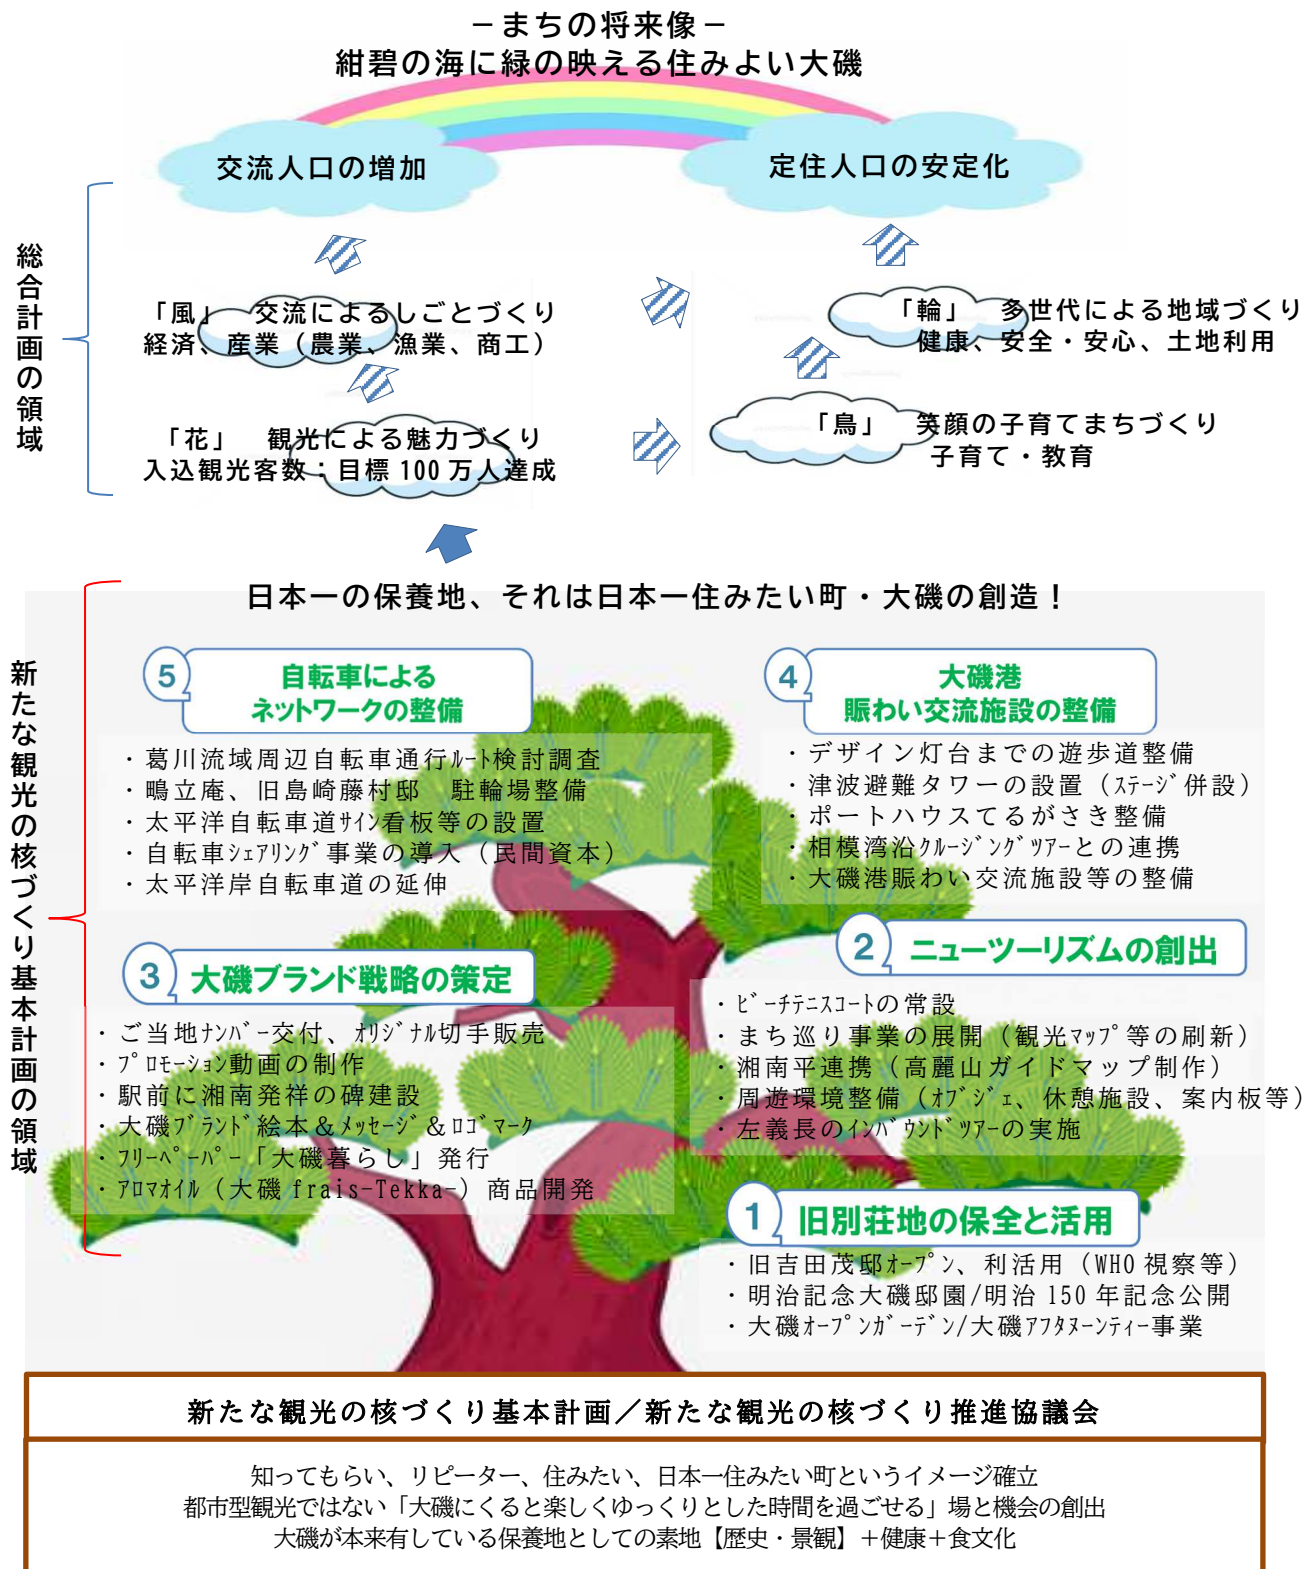 －まちの将来像－
紺碧の海に緑の映える住みよい大磯
交流人口の増加
定住人口の安定化
総合計画の領域
「風」　交流によるしごとづくり
経済、産業（農業、漁業、商工）
「輪」　多世代による地域づくり
健康、安全・安心、土地利用
「花」　観光による魅力づくり
入込観光客数：目標 100 万人達成
「鳥」　笑顔の子育てまちづくり
子育て・教育
日本一の保養地、それは日本一住みたい町・大磯の創造！
新たな観光の核づくり基本計画の領域
5
自転車による
ネットワークの整備
・葛川流域周辺自転車通行ﾙｰﾄ検討調査
・鴫立庵、旧島崎藤村邸　駐輪場整備
・太平洋自転車道ｻｲﾝ看板等の設置
・自転車ｼｪｱﾘﾝｸﾞ事業の導入（民間資本）
・太平洋岸自転車道の延伸
4
大磯港
賑わい交流施設の整備
・デザイン灯台までの遊歩道整備
・津波避難タワーの設置（ｽﾃｰｼﾞ併設）
・ポートハウスてるがさき整備
・相模湾沿ｸﾙｰｼﾞﾝｸﾞﾂｱｰとの連携
・大磯港賑わい交流施設等の整備
3
大磯ブランド戦略の策定
・ご当地ﾅﾝﾊﾞｰ交付、ｵﾘｼﾞﾅﾙ切手販売
・ﾌﾟﾛﾓｰｼｮﾝ動画の制作
・駅前に湘南発祥の碑建設
・大磯ﾌﾞﾗﾝﾄﾞ絵本＆ﾒｯｾｰｼﾞ＆ﾛｺﾞﾏｰｸ
・ﾌﾘｰﾍﾟｰﾊﾟｰ「大磯暮らし」発行
・ｱﾛﾏｵｲﾙ（大磯 frais-Tekka-）商品開発
2
ニューツーリズムの創出
・ﾋﾞｰﾁﾃﾆｽｺｰﾄの常設
・まち巡り事業の展開（観光ﾏｯﾌﾟ等の刷新）
・湘南平連携（高麗山ガイドマップ制作）
・周遊環境整備（ｵﾌﾞｼﾞｪ、休憩施設、案内板等）
・左義長のｲﾝﾊﾞｳﾝﾄﾞﾂｱｰの実施
1
旧別荘地の保全と活用
・旧吉田茂邸ｵｰﾌﾟﾝ、利活用（WHO 視察等）
・明治記念大磯邸園/明治 150 年記念公開
・大磯ｵｰﾌﾟﾝｶﾞｰﾃﾞﾝ/大磯ｱﾌﾀﾇｰﾝﾃｨｰ事業
新たな観光の核づくり基本計画／新たな観光の核づくり推進協議会
知ってもらい、リピーター、住みたい、日本一住みたい町というイメージ確立
都市型観光ではない「大磯にくると楽しくゆっくりとした時間を過ごせる」場と機会の創出
大磯が本来有している保養地としての素地【歴史・景観】＋健康＋食文化